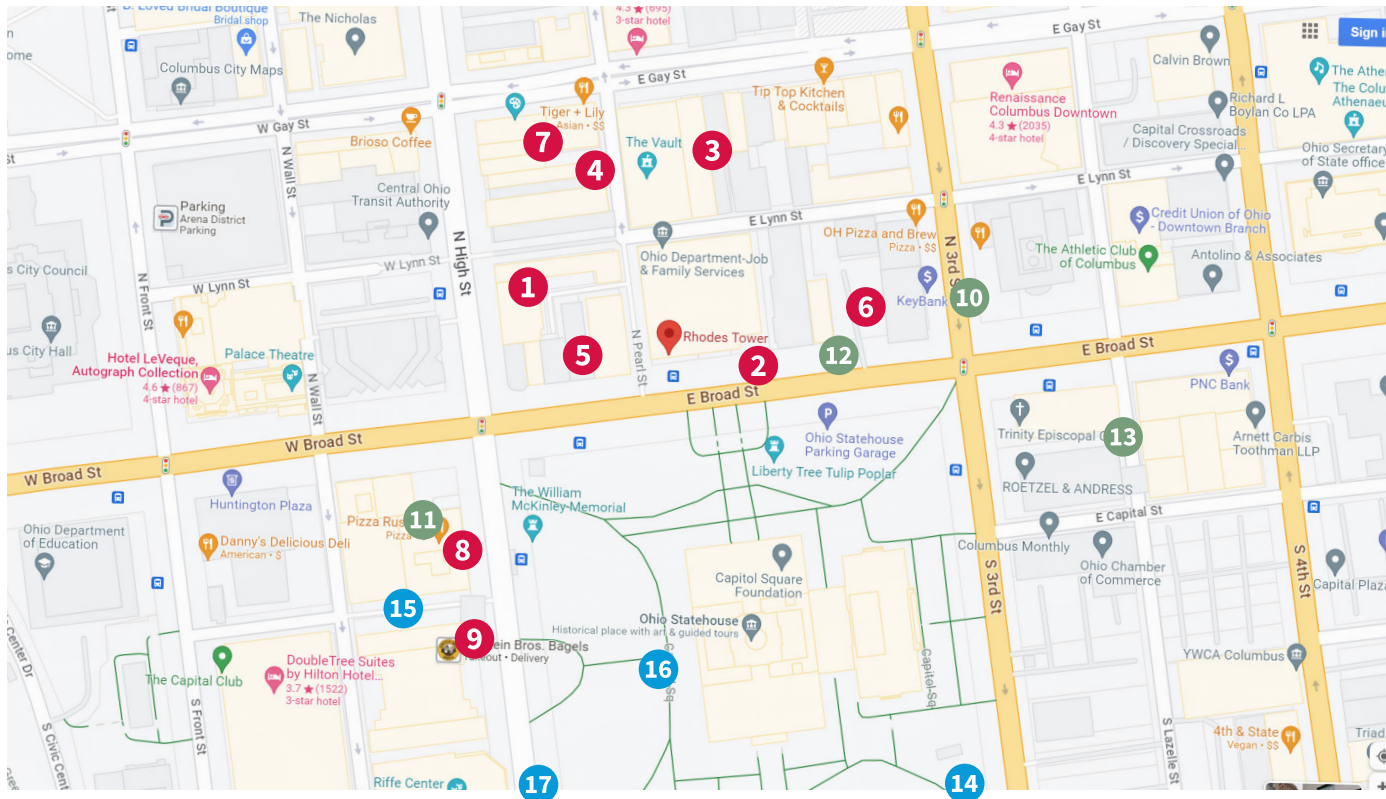 B. Loved Bridal Boutique
Bridal shop
The Nicholas
4.3 ★ (695)
3-star hotel
E Gay St
Sign i
Calvin Brown
Columbus City Maps
E Gay St
Tip Top Kitchen
& Cocktails
Renaissance
Columbus Downtown
4.3 ★ (2035)
4-star hotel
Richard L
Boylan Co LPA
The Colu
Tiger + Lily
Asian • $$
W Gay St
Brioso Coffee
7
4
The Vault
3
Capital Crossroads
/ Discovery Special...
Ohio Secretary
of State office
N Wall St
Central Ohio
Transit Authority
Parking
Arena District
Parking
E Lynn St
E Lynn St
Credit Union of Ohio
- Downtown Branch
OH Pizza and Brew
Pizza • $$
Ohio Department-Job
& Family Services
The Athletic Club
of Columbus
Antolino & Associates
s City Council
W Lynn St
W Lynn St
N High St
N Front St
N 3rd S
1
KeyBank
10
6
us City Hall
Hotel LeVeque,
Autograph Collection
4.6 ★ (867)
4-star hotel
Palace Theatre
N Wall St
5
N Pearl St
Rhodes Tower
2
12
E Broad St
PNC Bank
E Broad St
W Broad St
W Broad St
Ohio Statehouse
Parking Garage
Liberty Tree Tulip Poplar
Trinity Episcopal C
13
Arnett Carbis
Toothman LLP
ROETZEL & ANDRESS
Huntington Plaza
The William
McKinley Memorial
E Capital St
Columbus Monthly
Ohio Chamber
of Commerce
Ohio Department
of Education
Danny's Delicious Deli
American • $
Pizza Rus
Pizza
11
8
Capitol Square
Foundation
S 3rd St
S 4th St
Capital Plaz
15
Ohio Statehouse
Historical place with art & guided tours
9
ein Bros. Bagels
keout • Delivery
16
Capitol Sq
YWCA Columbus
The Capital Club
DoubleTree Suites
by Hilton Hotel...
3.7 ★ (1522)
3-star hotel
S Front St
S Civic Cent
Center Dr
S Lazelle St
4th & State
Vegan • $$
Triad
Riffe Center
17
14